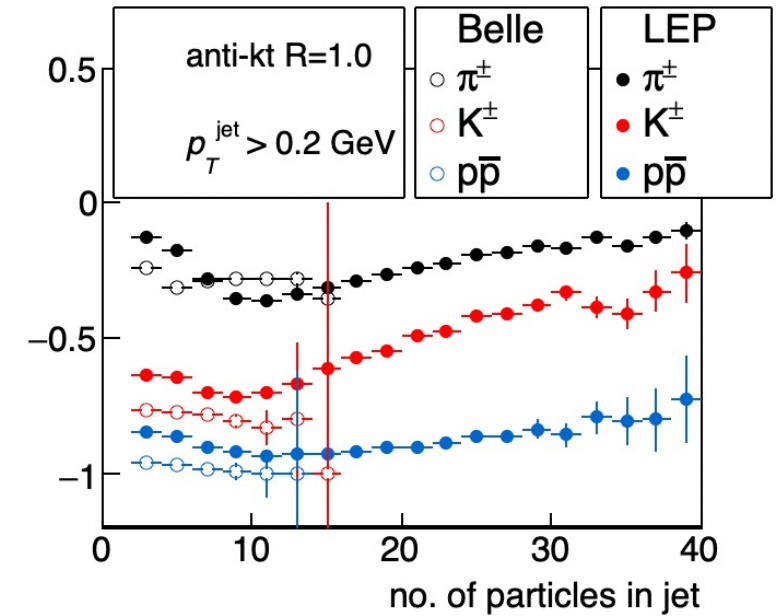 anti-kt R=1.0
p_T^jet > 0.2 GeV
Belle
π±
K±
pp̅
LEP
π±
K±
pp̅
0.5
0
−0.5
−1
0 10 20 30 40
no. of particles in jet